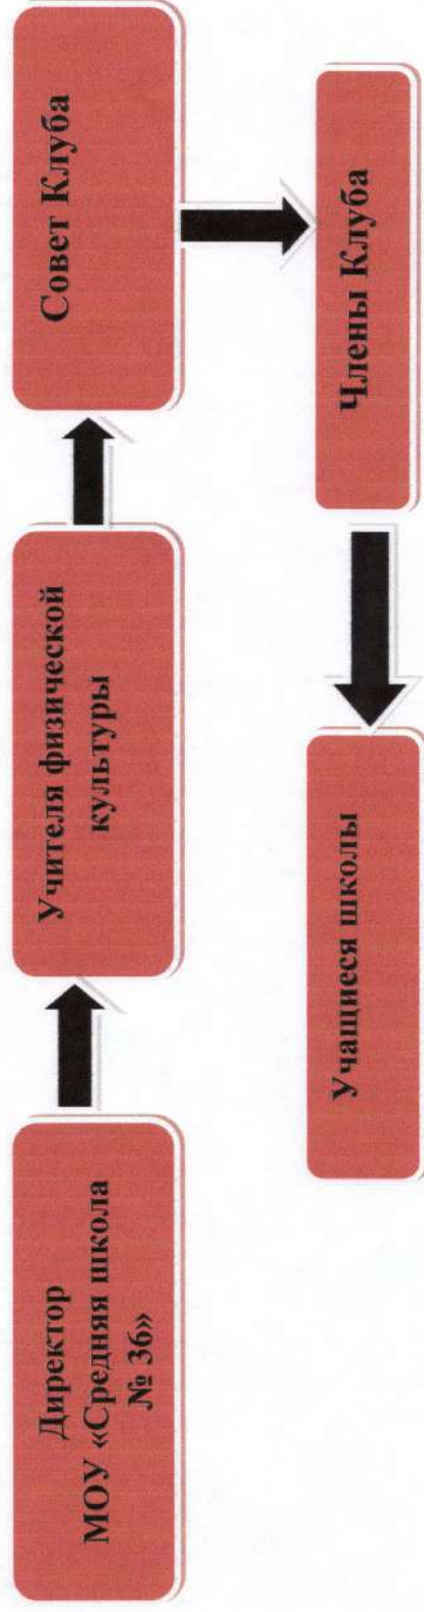 Директор
МОУ «Средняя школа
№ 36»
Учителя физической
культуры
Совет Клуба
Члены Клуба
Учащиеся школы